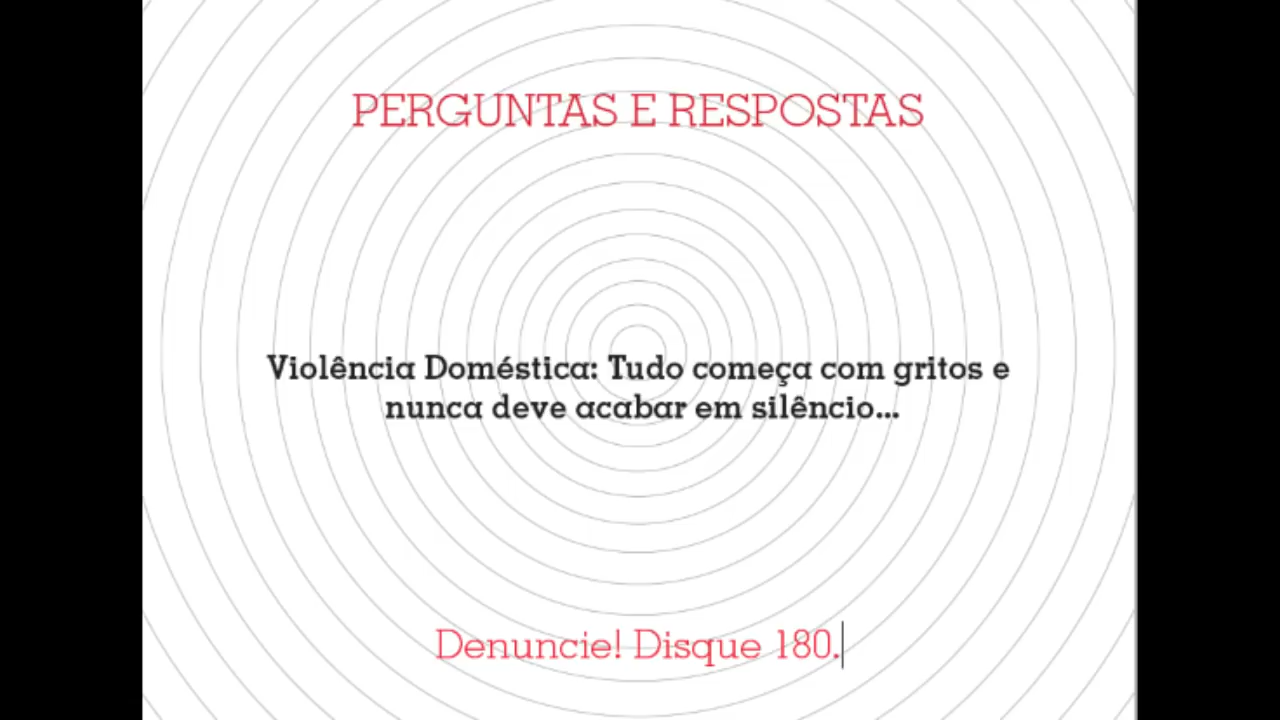 PERGUNTAS E RESPOSTAS
Violência Doméstica: Tudo começa com gritos e
nunca deve acabar em silêncio...
Denuncie! Disque 180.